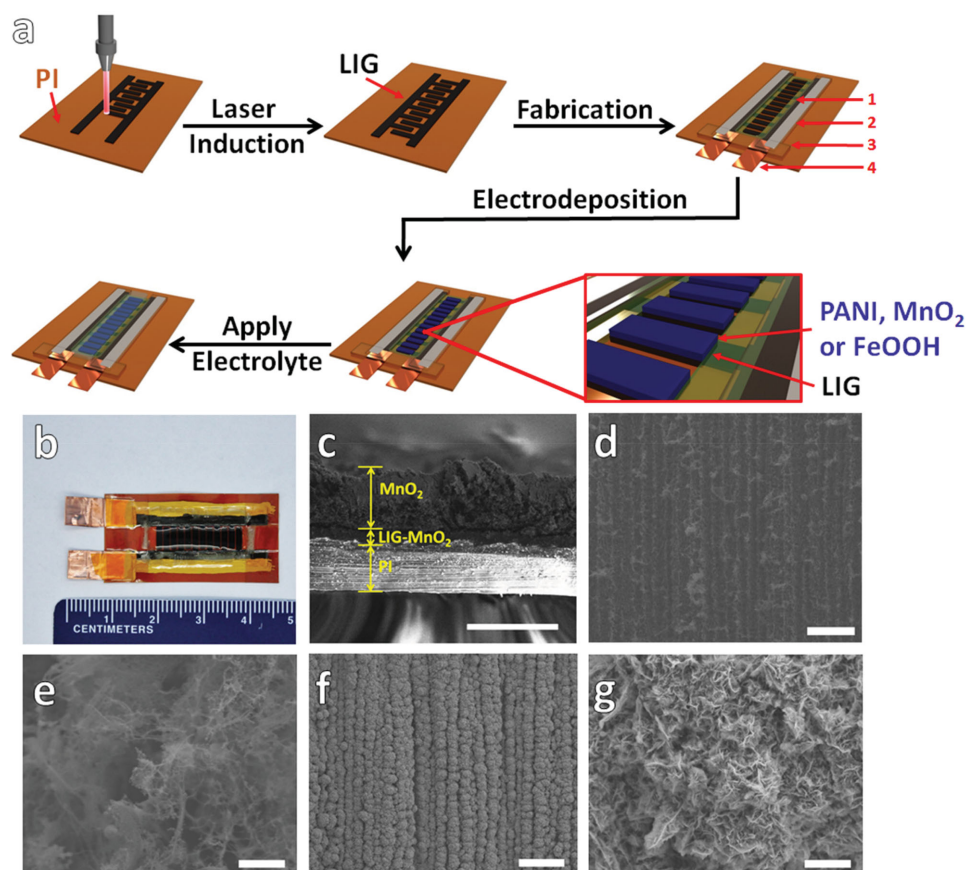 a
PI
Laser
Induction
LIG
Fabrication
1
2
3
4
Electrodeposition
Apply
Electrolyte
PANI, MnO₂
or FeOOH
LIG
b
1 2 3 4 5
CENTIMETERS
c
MnO₂
LIG-MnO₂
PI
d
e
f
g